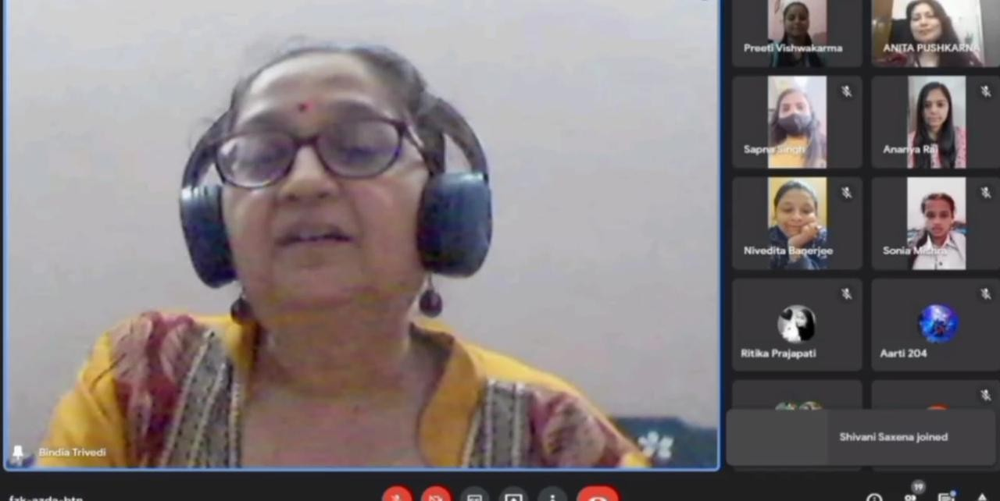 Preeti Vishwakarma
ANITA PUSHKARNA
Sapna Singh
Ananya Rai
Nivedita Banerjee
Sonia Mishra
Ritika Prajapati
Aarti 204
Shivani Saxena joined
Bindia Trivedi
19